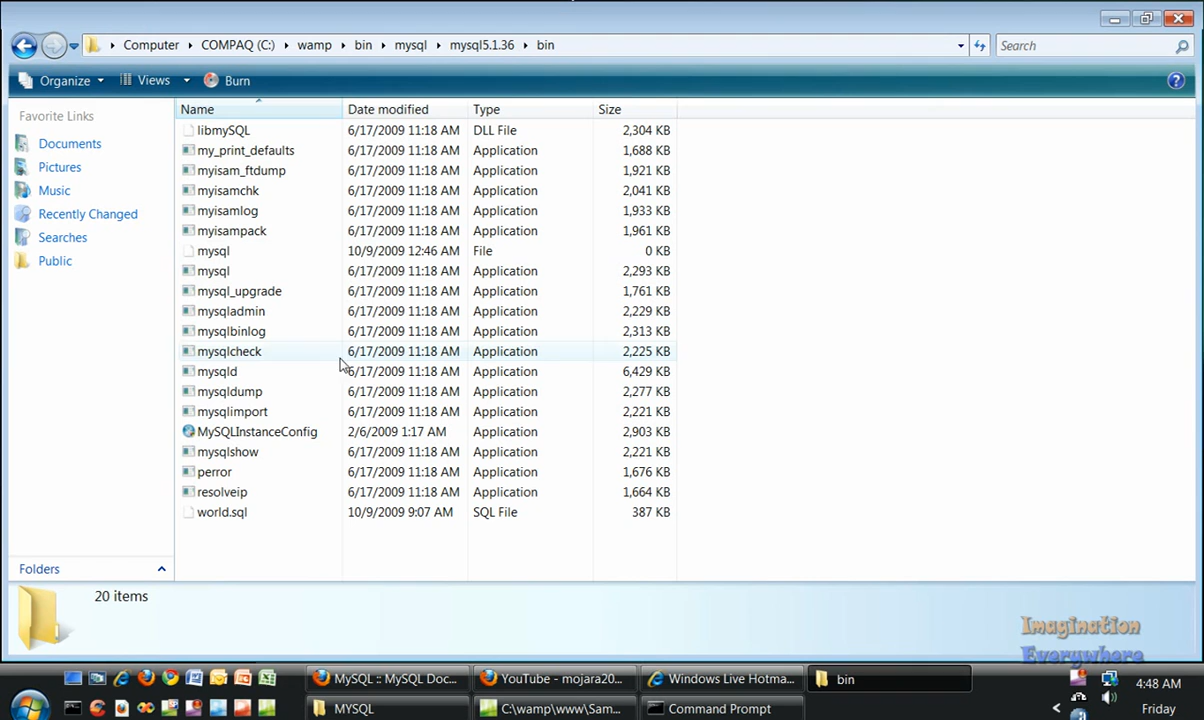 Computer COMPAQ (C:) wamp bin mysql mysql5.1.36 bin
Search
Organize Views Burn
Favorite Links
Documents
Pictures
Music
Recently Changed
Searches
Public
Folders
Name Date modified Type Size
libmySQL 6/17/2009 11:18 AM DLL File 2,304 KB
my_print_defaults 6/17/2009 11:18 AM Application 1,688 KB
myisam_ftdump 6/17/2009 11:18 AM Application 1,921 KB
myisamchk 6/17/2009 11:18 AM Application 2,041 KB
myisamlog 6/17/2009 11:18 AM Application 1,933 KB
myisampack 6/17/2009 11:18 AM Application 1,961 KB
mysql 10/9/2009 12:46 AM File 0 KB
mysql 6/17/2009 11:18 AM Application 2,293 KB
mysql_upgrade 6/17/2009 11:18 AM Application 1,761 KB
mysqladmin 6/17/2009 11:18 AM Application 2,229 KB
mysqlbinlog 6/17/2009 11:18 AM Application 2,313 KB
mysqlcheck 6/17/2009 11:18 AM Application 2,225 KB
mysqld 6/17/2009 11:18 AM Application 6,429 KB
mysqldump 6/17/2009 11:18 AM Application 2,277 KB
mysqlimport 6/17/2009 11:18 AM Application 2,221 KB
MySQLInstanceConfig 2/6/2009 1:17 AM Application 2,903 KB
mysqlshow 6/17/2009 11:18 AM Application 2,221 KB
perror 6/17/2009 11:18 AM Application 1,676 KB
resolveip 6/17/2009 11:18 AM Application 1,664 KB
world.sql 10/9/2009 9:07 AM SQL File 387 KB
20 items
Imagination
Everywhere
MySQL :: MySQL Doc... YouTube - mojara20... Windows Live Hotma... bin
4:48 AM
MYSQL C:\wamp\www\Sam... Command Prompt
Friday